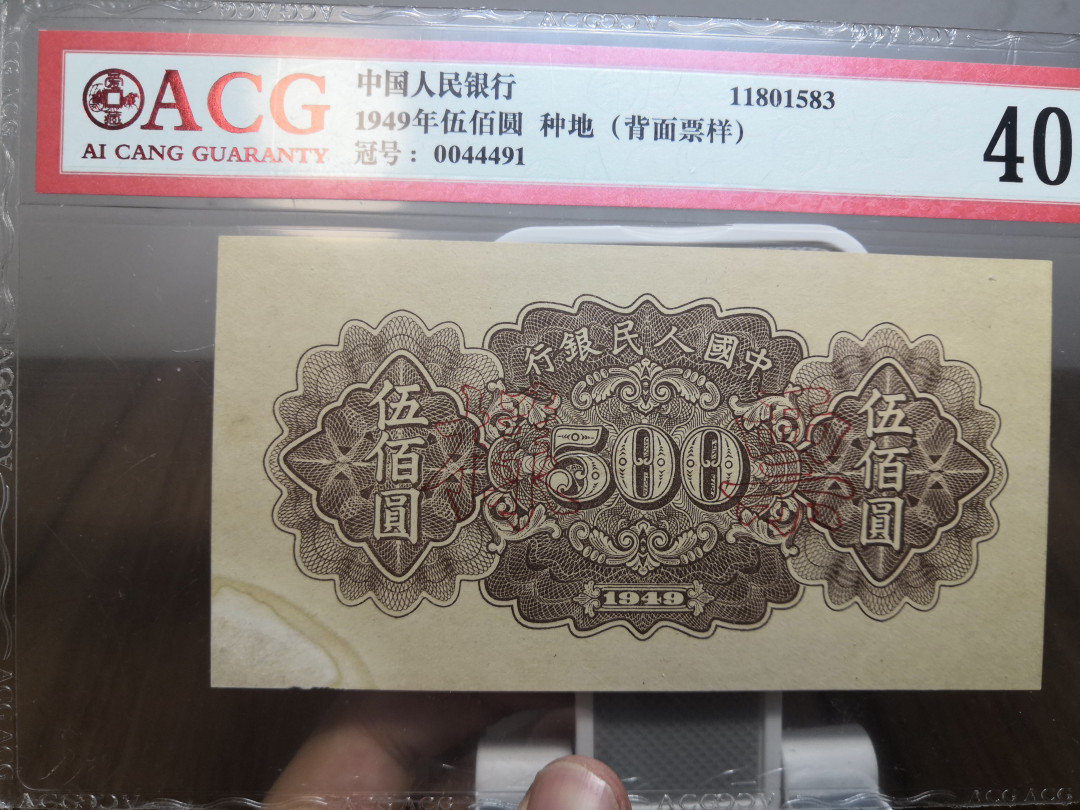 ACG
AI CANG GUARANTY
中国人民银行
11801583
1949年伍佰圆 种地（背面票样）
冠号：0044491
40
行銀民人國中
伍佰圓
500
伍佰圓
票樣
1949